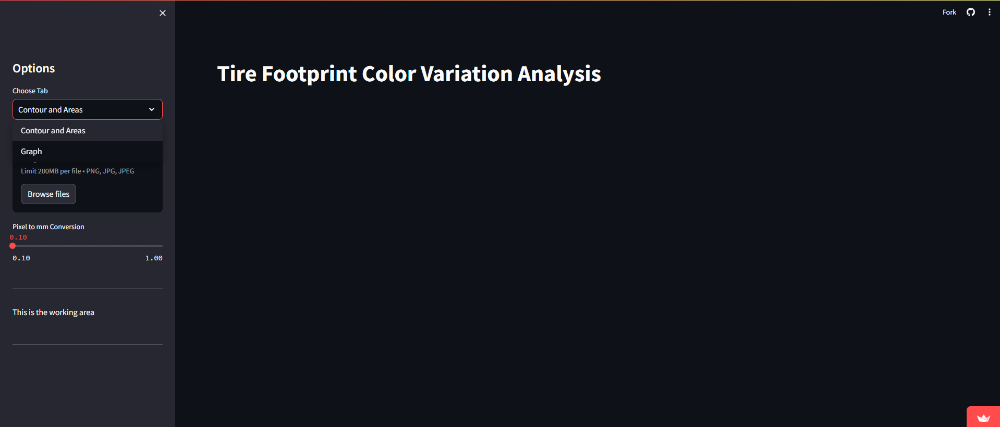 Fork
Options
Tire Footprint Color Variation Analysis
Choose Tab
Contour and Areas
Contour and Areas
Graph
Limit 200MB per file • PNG, JPG, JPEG
Browse files
Pixel to mm Conversion
0.10
0.10 1.00
This is the working area